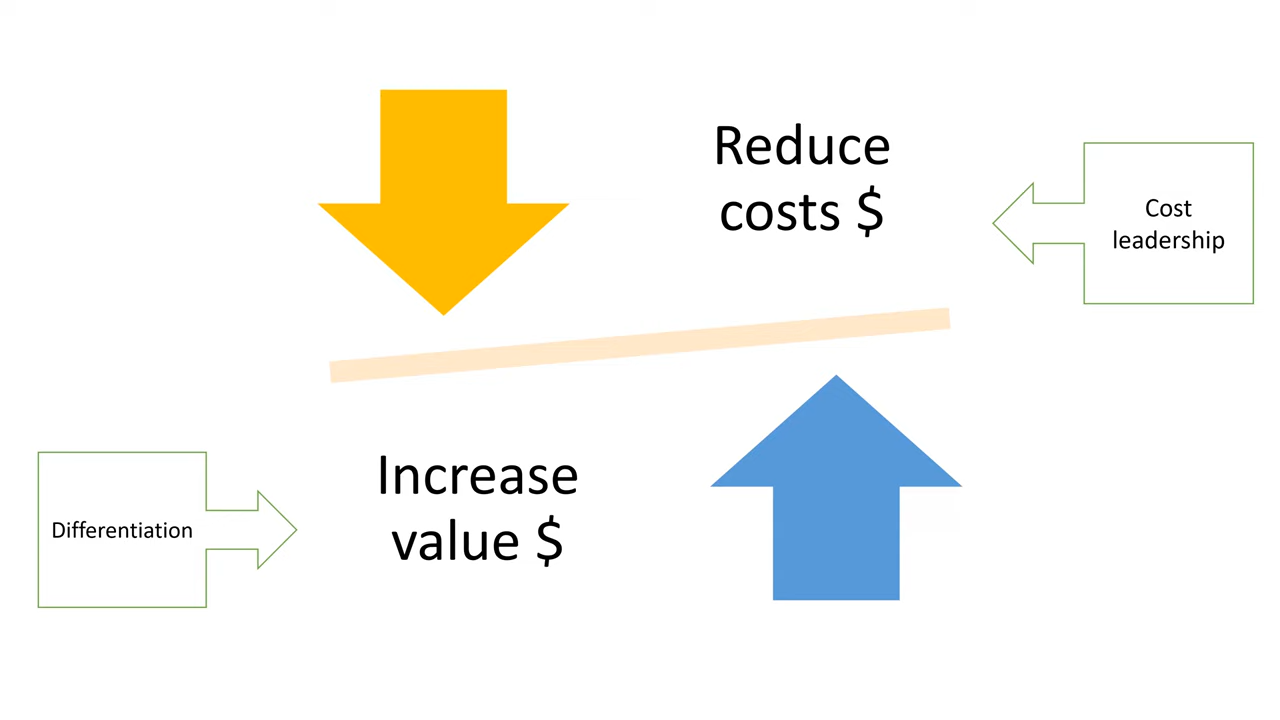 Reduce
costs $
Cost
leadership
Increase
value $
Differentiation